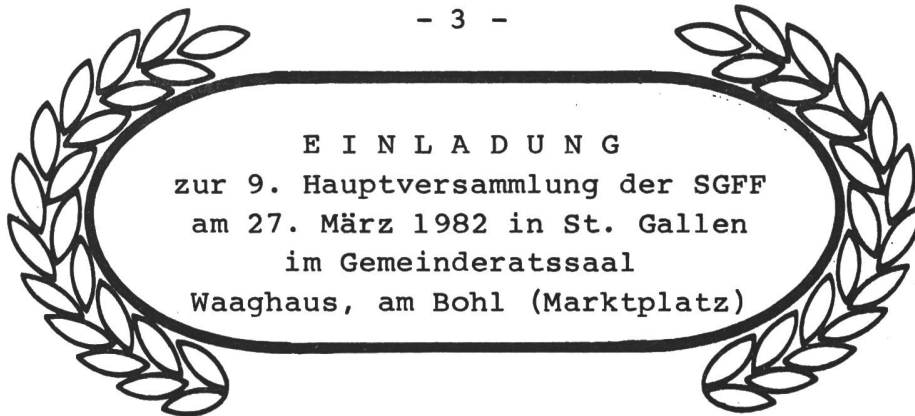 - 3 -
E I N L A D U N G
zur 9. Hauptversammlung der SGFF
am 27. März 1982 in St. Gallen
im Gemeinderatssaal
Waaghaus, am Bohl (Marktplatz)